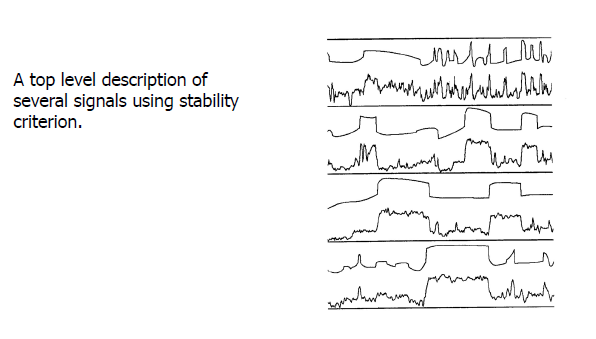 A top level description of
several signals using stability
criterion.